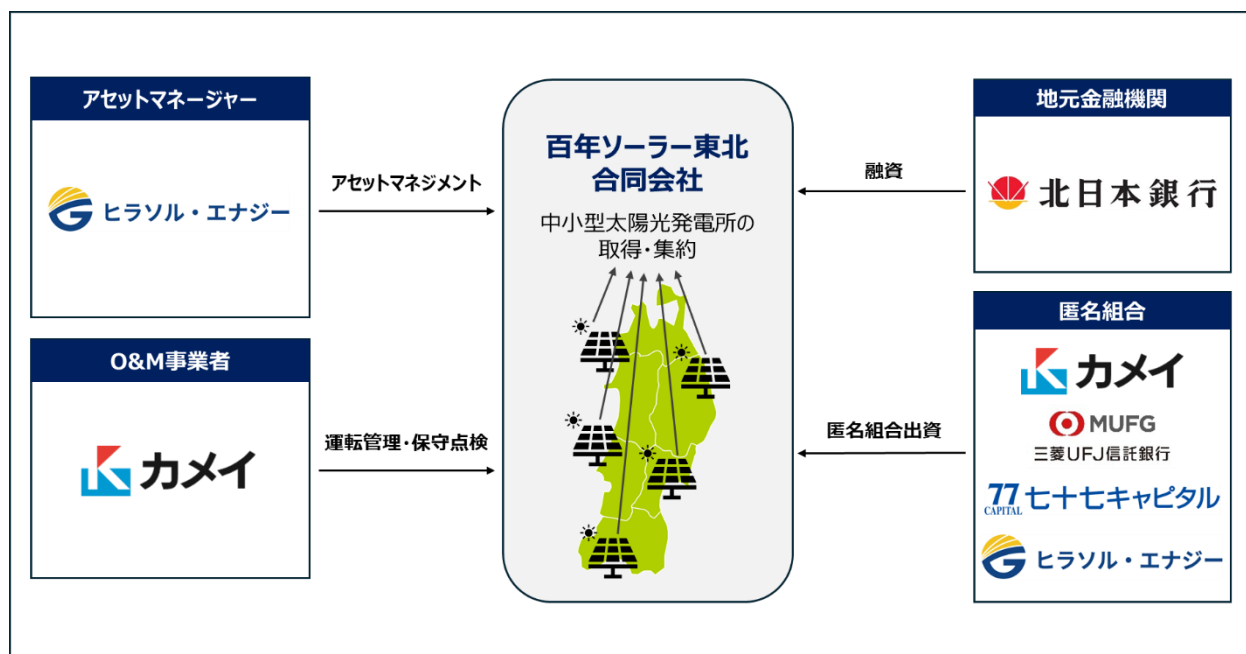 アセットマネージャー
ヒラソル・エナジー
アセットマネジメント
O&M事業者
カメイ
運転管理・保守点検
百年ソーラー東北
合同会社
中小型太陽光発電所の
取得・集約
地元金融機関
融資
北日本銀行
匿名組合
匿名組合出資
カメイ
MUFG
三菱UFJ信託銀行
77 CAPITAL 七十七キャピタル
ヒラソル・エナジー